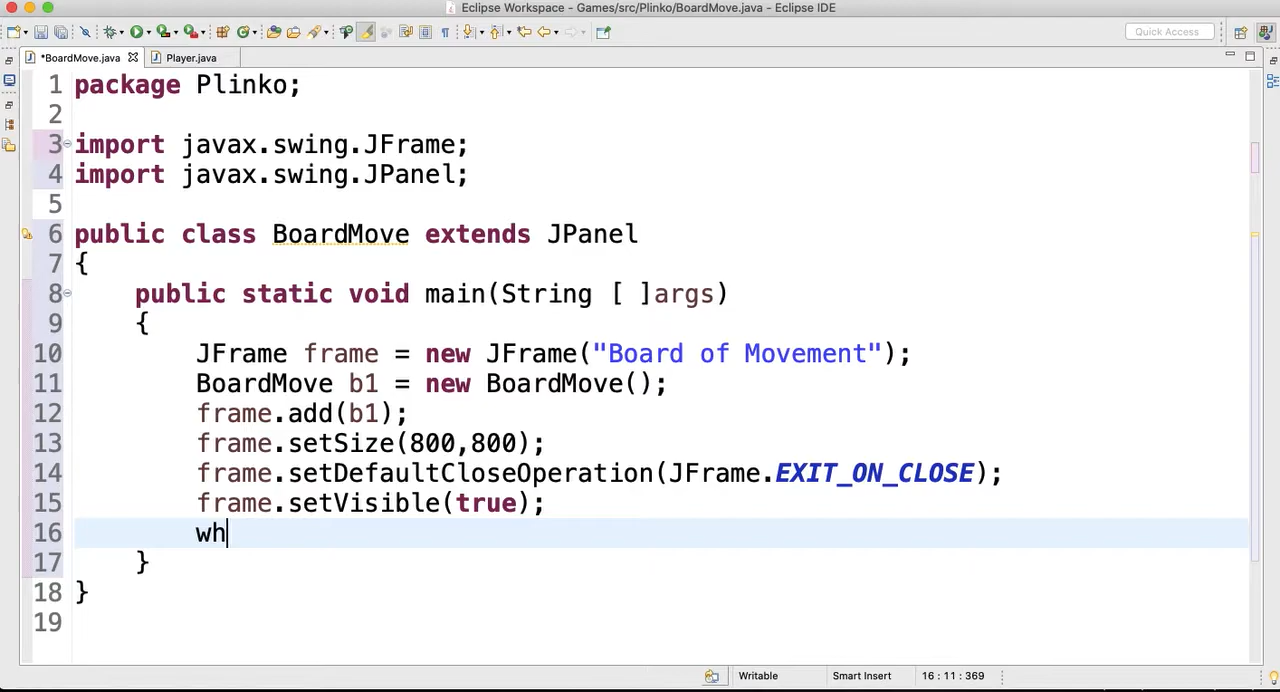 Eclipse Workspace - Games/src/Plinko/BoardMove.java - Eclipse IDE
Quick Access
*BoardMove.java
Player.java
1 package Plinko;
2
3 import javax.swing.JFrame;
4 import javax.swing.JPanel;
5
6 public class BoardMove extends JPanel
7 {
8 public static void main(String [ ]args)
9 {
10 JFrame frame = new JFrame("Board of Movement");
11 BoardMove b1 = new BoardMove();
12 frame.add(b1);
13 frame.setSize(800,800);
14 frame.setDefaultCloseOperation(JFrame.EXIT_ON_CLOSE);
15 frame.setVisible(true);
16 wh
17 }
18 }
19
Writable Smart Insert 16 : 11 : 369